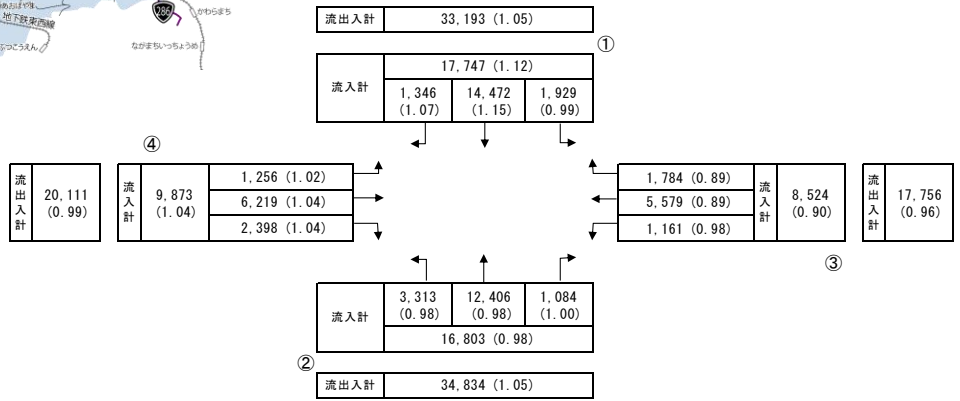 地下鉄東西線
286
かわらまち
ながまちいっちょうめ
流出入計 33,193 (1.05)
①
流入計
17,747 (1.12)
1,346 14,472 1,929
(1.07) (1.15) (0.99)
④
流出入計
20,111
(0.99)
流入計
9,873
(1.04)
1,256 (1.02)
6,219 (1.04)
2,398 (1.04)
1,784 (0.89)
5,579 (0.89)
1,161 (0.98)
流入計
8,524
(0.90)
流出入計
17,756
(0.96)
③
流入計
3,313 12,406 1,084
(0.98) (0.98) (1.00)
16,803 (0.98)
②
流出入計 34,834 (1.05)